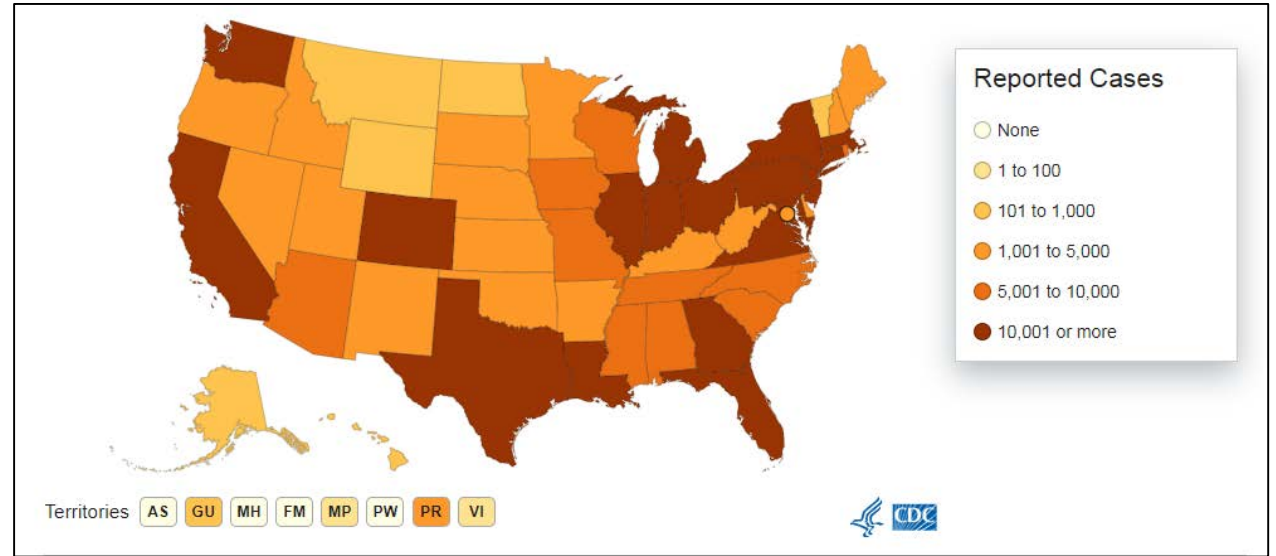 Reported Cases
None
1 to 100
101 to 1,000
1,001 to 5,000
5,001 to 10,000
10,001 or more
Territories AS GU MH FM MP PW PR VI
CDC